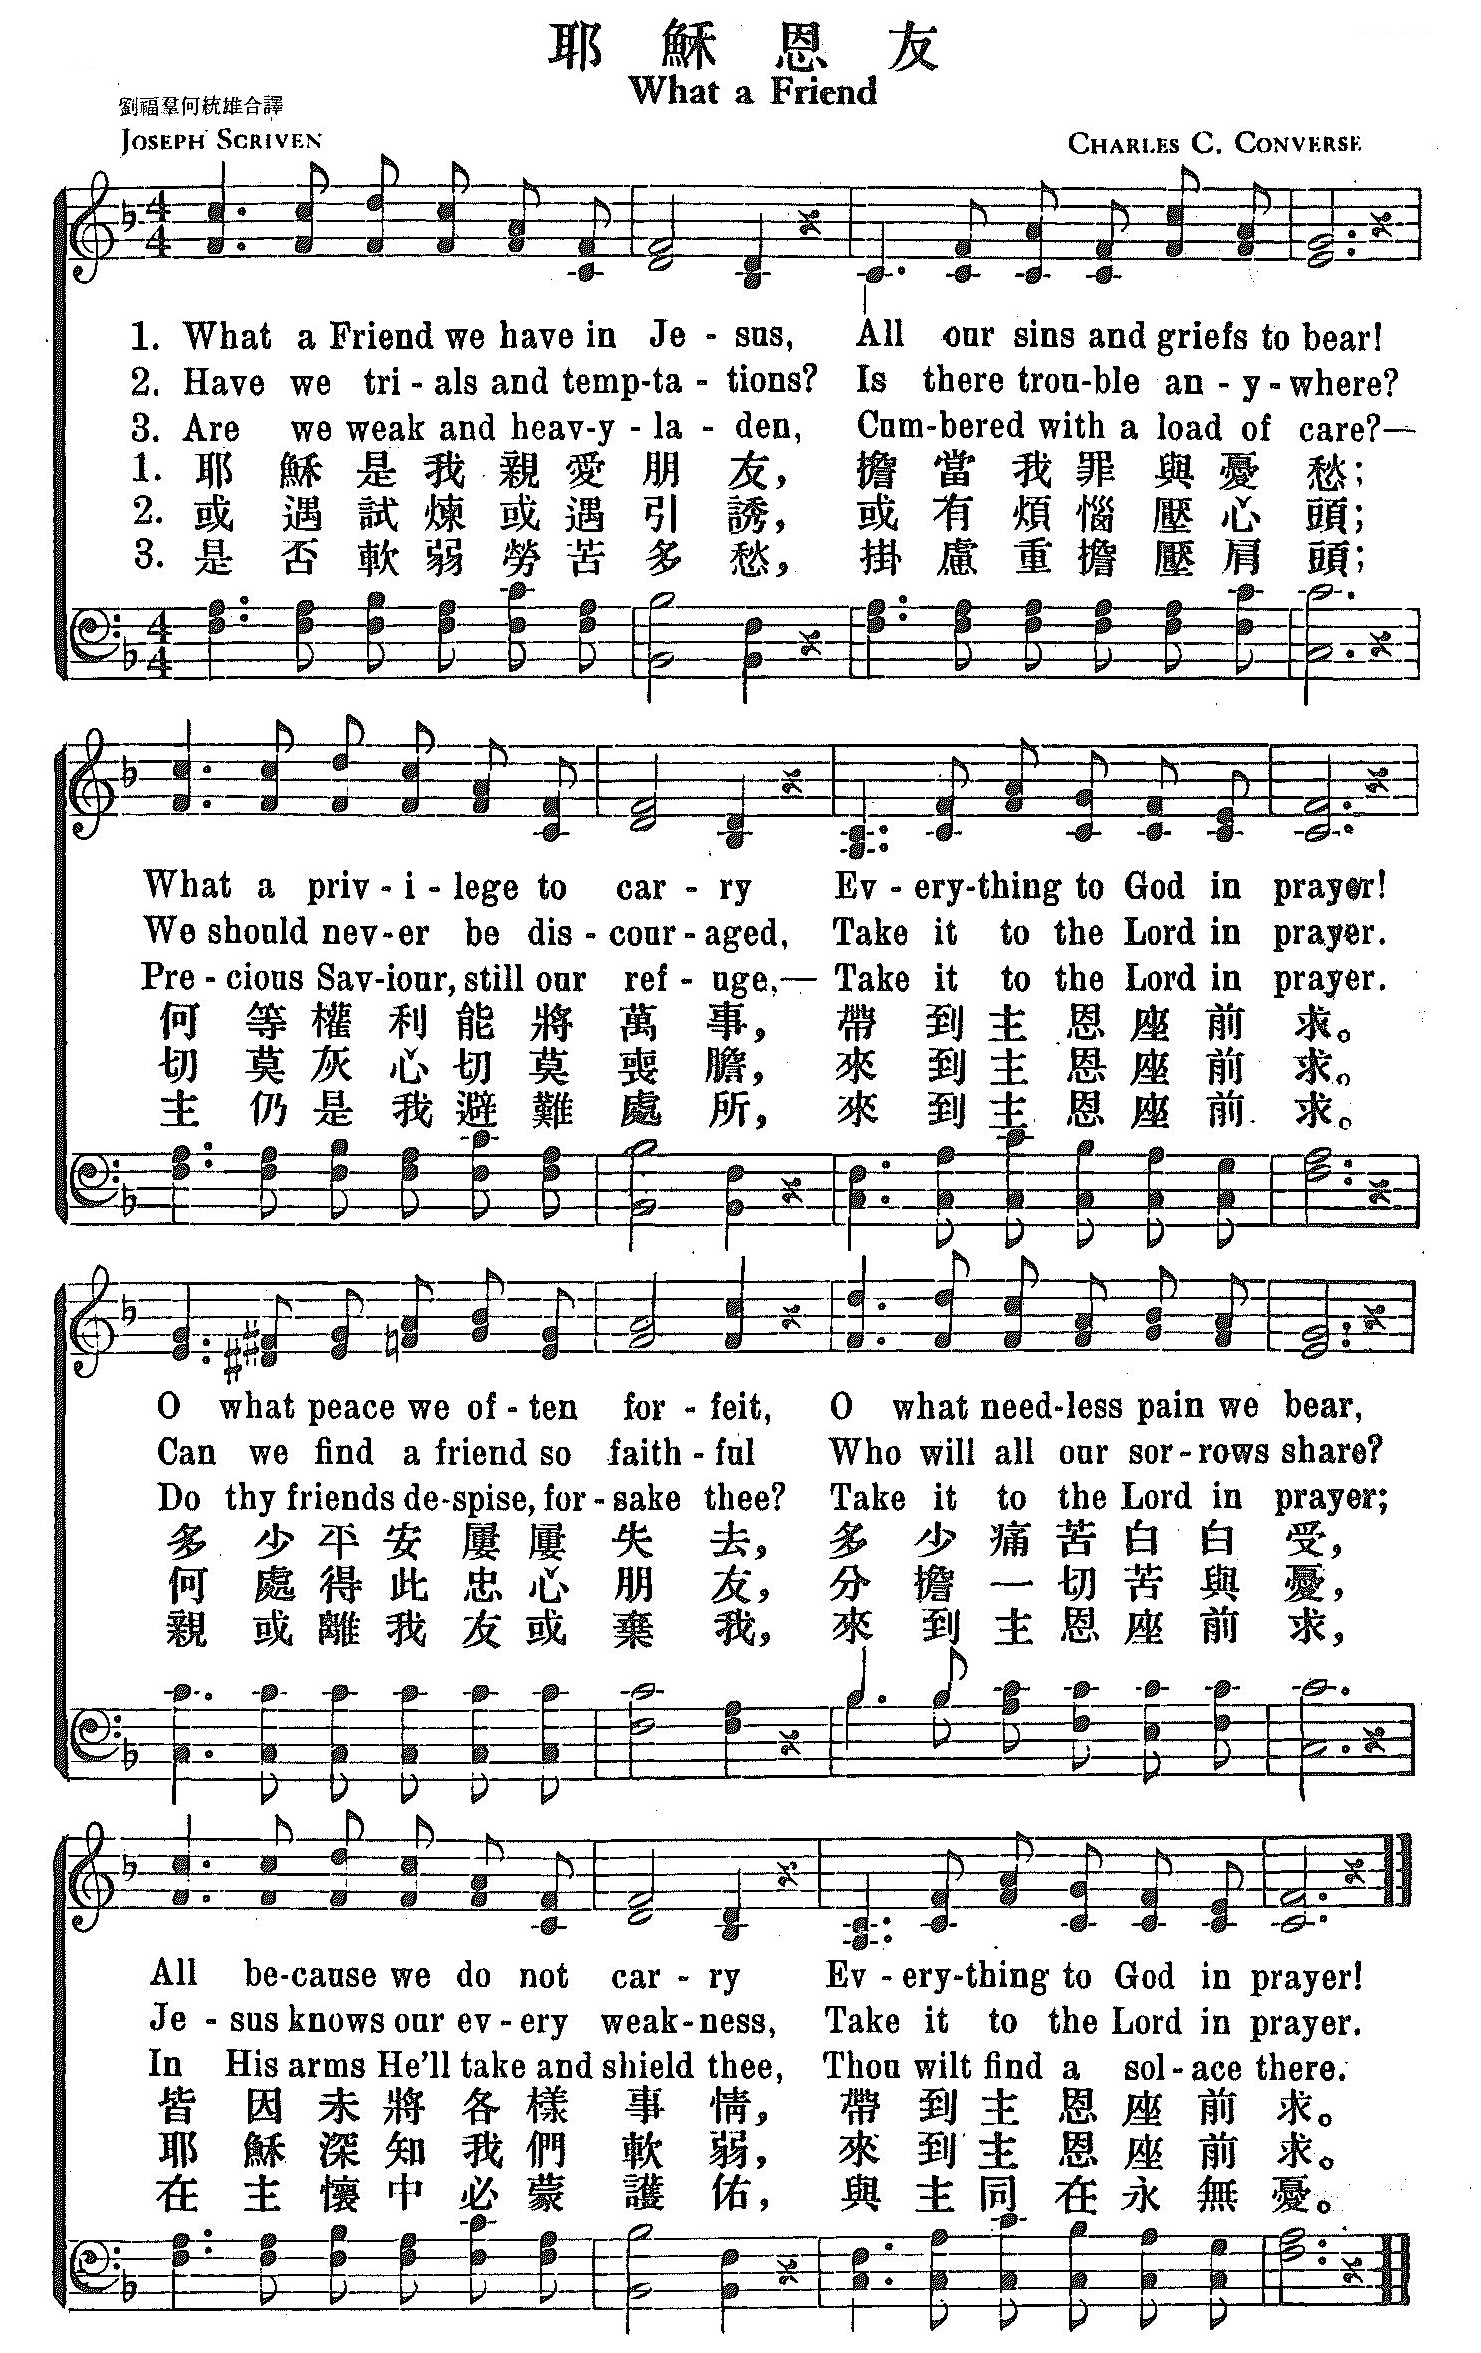 耶穌恩友
What a Friend
劉福羣何統雄合譯
JOSEPH SCRIVEN
CHARLES C. CONVERSE
1. What a Friend we have in Je - sus, All our sins and griefs to bear!
2. Have we tri - als and temp-ta - tions? Is there trou-ble an - y - where?
3. Are we weak and heav-y - la - den, Cum-bered with a load of care?—
1. 耶穌是我親愛朋友, 擔當我罪與憂愁;
2. 或遇試煉或遇引誘, 或有煩惱壓心頭;
3. 是否軟弱勞苦多愁, 掛慮重擔壓肩頭;
What a priv - i - lege to car - ry Ev - ery-thing to God in prayer!
We should nev-er be dis - cour - aged, Take it to the Lord in prayer.
Pre - cious Sav-iour, still our ref - uge,— Take it to the Lord in prayer.
何等權利能將萬事, 帶到主恩座前求。
切莫灰心切莫喪膽, 來到主恩座前求。
主仍是我避難處所, 來到主恩座前求。
O what peace we of - ten for - feit, O what need-less pain we bear,
Can we find a friend so faith - ful Who will all our sor - rows share?
Do thy friends de-spise, for - sake thee? Take it to the Lord in prayer;
多少平安屢屢失去, 多少痛苦白白受,
何處得此忠心朋友, 分擔一切苦與憂,
親或離我友或棄我, 來到主恩座前求,
All be-cause we do not car - ry Ev - ery-thing to God in prayer!
Je - sus knows our ev - ery weak-ness, Take it to the Lord in prayer.
In His arms He'll take and shield thee, Thou wilt find a sol - ace there.
皆因未將各樣事情, 帶到主恩座前求。
耶穌深知我們軟弱, 來到主恩座前求。
在主懷中必蒙護佑, 與主同在永無憂。